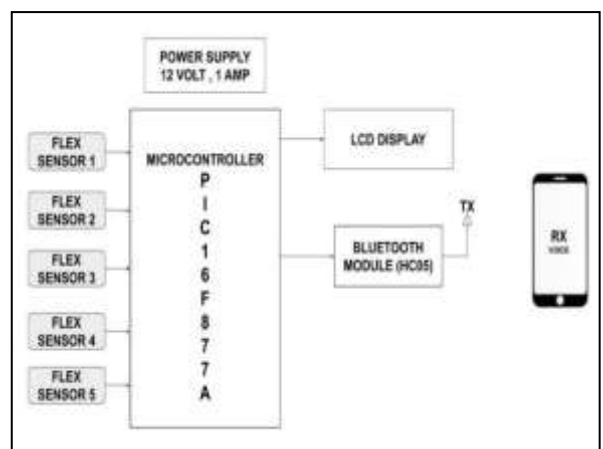 POWER SUPPLY
12 VOLT , 1 AMP
FLEX
SENSOR 1
FLEX
SENSOR 2
FLEX
SENSOR 3
FLEX
SENSOR 4
FLEX
SENSOR 5
MICROCONTROLLER
P
I
C
1
6
F
8
7
7
A
LCD DISPLAY
BLUETOOTH
MODULE (HC05)
TX
RX